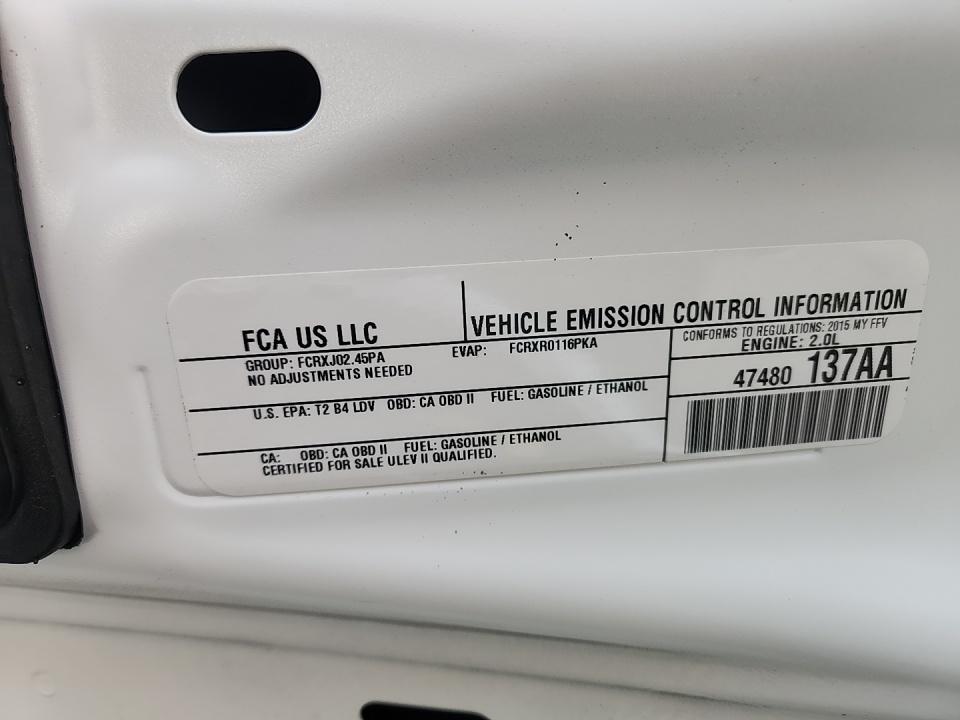 FCA US LLC
VEHICLE EMISSION CONTROL INFORMATION
GROUP: FCRXJ02.45PA
EVAP: FCRXR0116PKA
NO ADJUSTMENTS NEEDED
CONFORMS TO REGULATIONS: 2015 MY FFV
ENGINE: 2.0L
47480 137AA
U.S. EPA: T2 B4 LDV OBD: CA OBD II FUEL: GASOLINE / ETHANOL
CA: OBD: CA OBD II FUEL: GASOLINE / ETHANOL
CERTIFIED FOR SALE ULEV II QUALIFIED.